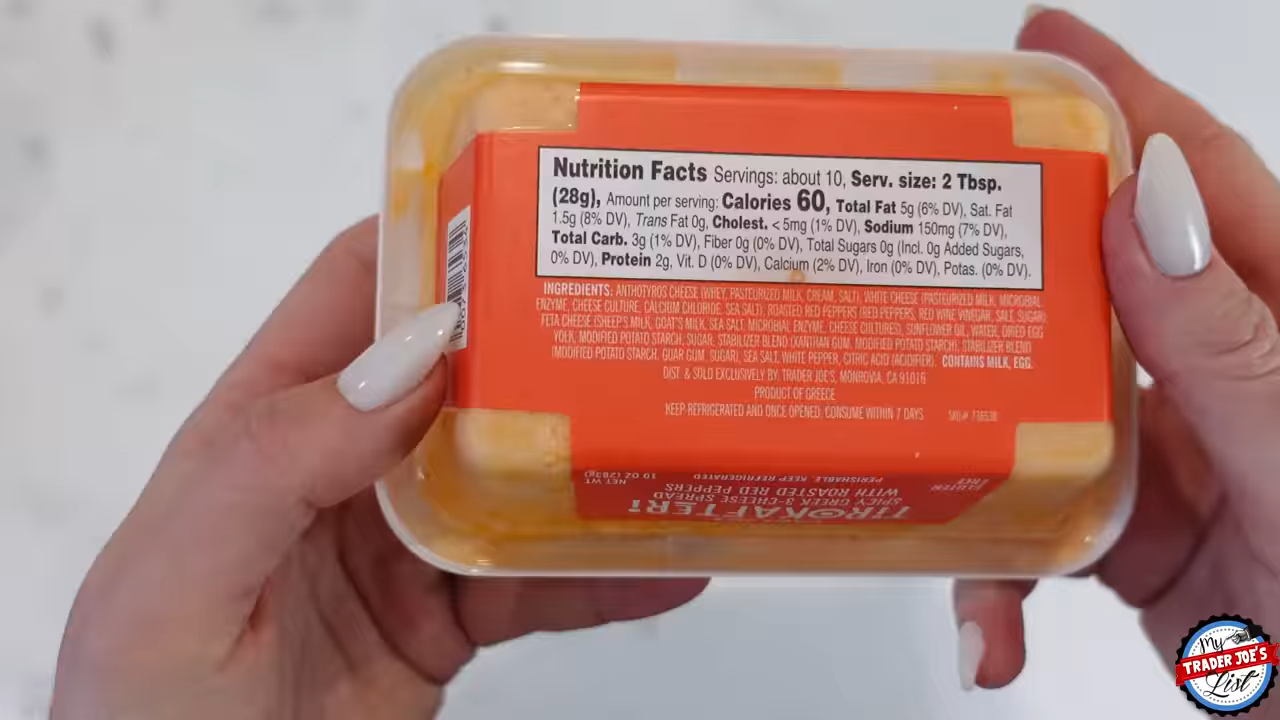 Nutrition Facts Servings: about 10, Serv. size: 2 Tbsp.
(28g), Amount per serving: Calories 60, Total Fat 5g (6% DV), Sat. Fat
1.5g (8% DV), Trans Fat 0g, Cholest. < 5mg (1% DV), Sodium 150mg (7% DV),
Total Carb. 3g (1% DV), Fiber 0g (0% DV), Total Sugars 0g (Incl. 0g Added Sugars,
0% DV), Protein 2g, Vit. D (0% DV), Calcium (2% DV), Iron (0% DV), Potas. (0% DV).
INGREDIENTS: ANTHOTYROS CHEESE (WHEY, PASTEURIZED MILK, CREAM, SALT), WHITE CHEESE (PASTEURIZED MILK, MICROBIAL
ENZYME, CHEESE CULTURE, CALCIUM CHLORIDE, SEA SALT), ROASTED RED PEPPERS (RED PEPPERS, RED WINE VINEGAR, SALT, SUGAR)
FETA CHEESE (SHEEP'S MILK, GOAT'S MILK, SEA SALT, MICROBIAL ENZYME, CHEESE CULTURES), SUNFLOWER OIL, WATER, DRIED EGG
YOLK, MODIFIED POTATO STARCH, SUGAR, STABILIZER BLEND (XANTHAN GUM, MODIFIED POTATO STARCH), STABILIZER BLEND
(MODIFIED POTATO STARCH, GUAR GUM, SUGAR), SEA SALT, WHITE PEPPER, CITRIC ACID (ACIDIFIER). CONTAINS MILK, EGG.
DIST. & SOLD EXCLUSIVELY BY: TRADER JOE'S, MONROVIA, CA 91016
PRODUCT OF GREECE
KEEP REFRIGERATED AND ONCE OPENED, CONSUME WITHIN 7 DAYS SKU#
TIROKAFTERI
SPICY GREEK 3-CHEESE SPREAD
WITH ROASTED RED PEPPERS
PERISHABLE, KEEP REFRIGERATED
GLUTEN
FREE
NET WT
10 OZ (283g)
My
TRADER JOE'S
List